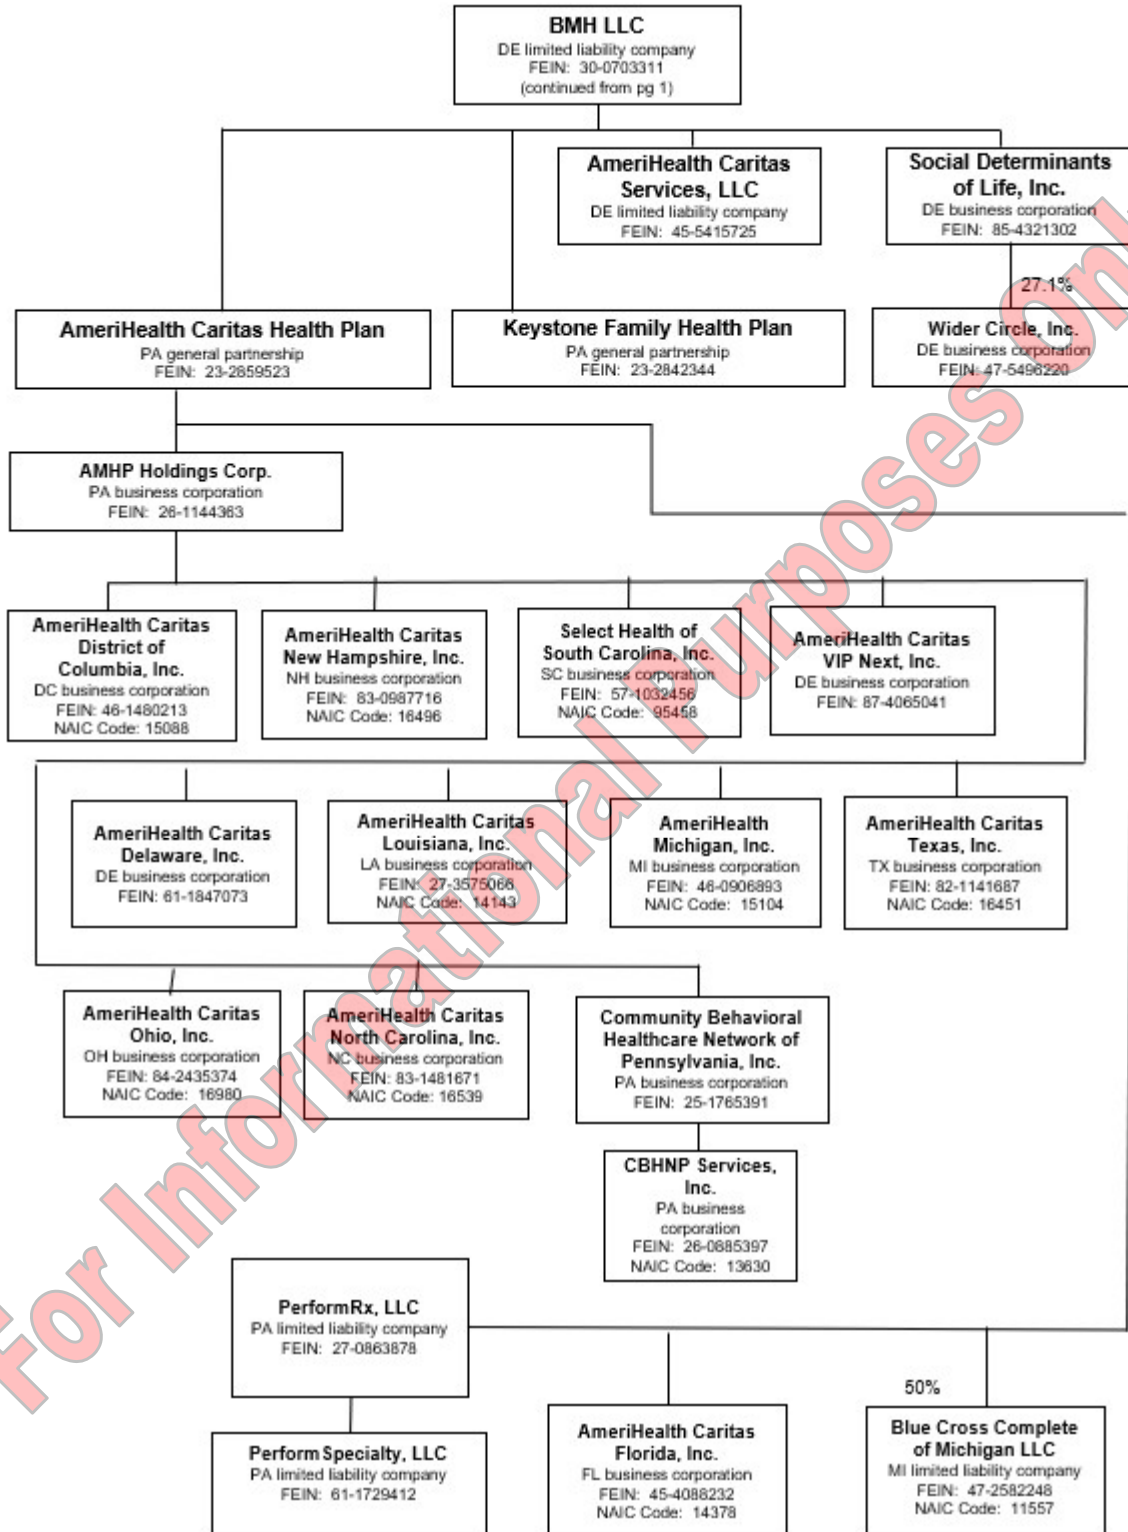 BMH LLC
DE limited liability company
FEIN: 30-0703311
(continued from pg 1)
AmeriHealth Caritas
Services, LLC
DE limited liability company
FEIN: 45-5415725
Social Determinants
of Life, Inc.
DE business corporation
FEIN: 85-4321302
27.1%
AmeriHealth Caritas Health Plan
PA general partnership
FEIN: 23-2859523
Keystone Family Health Plan
PA general partnership
FEIN: 23-2842344
Wider Circle, Inc.
DE business corporation
FEIN: 47-5496220
AMHP Holdings Corp.
PA business corporation
FEIN: 26-1144363
AmeriHealth Caritas
District of
Columbia, Inc.
DC business corporation
FEIN: 46-1480213
NAIC Code: 15088
AmeriHealth Caritas
New Hampshire, Inc.
NH business corporation
FEIN: 83-0987716
NAIC Code: 16496
Select Health of
South Carolina, Inc.
SC business corporation
FEIN: 57-1032456
NAIC Code: 95458
AmeriHealth Caritas
VIP Next, Inc.
DE business corporation
FEIN: 87-4065041
AmeriHealth Caritas
Delaware, Inc.
DE business corporation
FEIN: 61-1847073
AmeriHealth Caritas
Louisiana, Inc.
LA business corporation
FEIN: 27-3575066
NAIC Code: 14143
AmeriHealth
Michigan, Inc.
MI business corporation
FEIN: 46-0906893
NAIC Code: 15104
AmeriHealth Caritas
Texas, Inc.
TX business corporation
FEIN: 82-1141687
NAIC Code: 16451
AmeriHealth Caritas
Ohio, Inc.
OH business corporation
FEIN: 84-2435374
NAIC Code: 16980
AmeriHealth Caritas
North Carolina, Inc.
NC business corporation
FEIN: 83-1481671
NAIC Code: 16539
Community Behavioral
Healthcare Network of
Pennsylvania, Inc.
PA business corporation
FEIN: 25-1765391
CBHNP Services,
Inc.
PA business
corporation
FEIN: 26-0885397
NAIC Code: 13630
PerformRx, LLC
PA limited liability company
FEIN: 27-0863878
50%
Perform Specialty, LLC
PA limited liability company
FEIN: 61-1729412
AmeriHealth Caritas
Florida, Inc.
FL business corporation
FEIN: 45-4088232
NAIC Code: 14378
Blue Cross Complete
of Michigan LLC
MI limited liability company
FEIN: 47-2582248
NAIC Code: 11557
For Informational Purposes Only